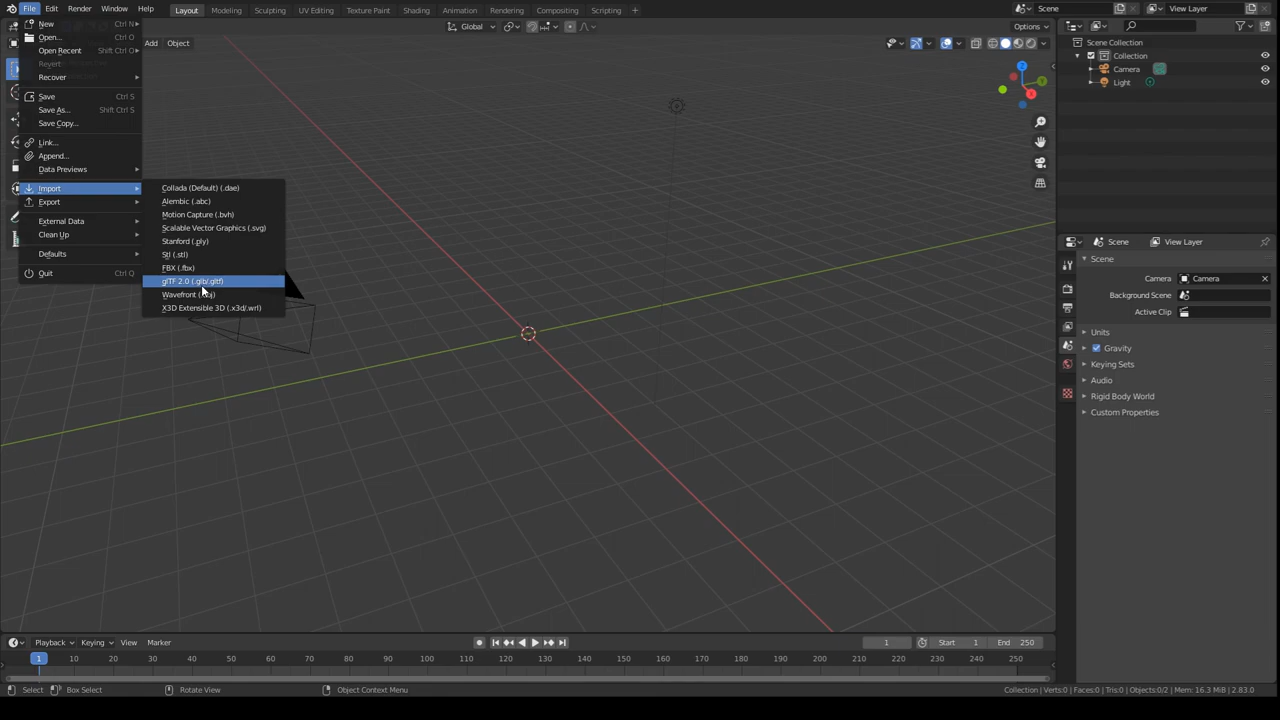 File Edit Render Window Help Layout Modeling Sculpting UV Editing Texture Paint Shading Animation Rendering Compositing Scripting + Scene View Layer
Global Options
Add Object
New Ctrl N
Open... Ctrl O
Open Recent Shift Ctrl O
Revert
Recover
Save Ctrl S
Save As... Shift Ctrl S
Save Copy...
Link...
Append...
Data Previews
Import
Export
External Data
Clean Up
Defaults
Quit Ctrl Q
Collada (Default) (.dae)
Alembic (.abc)
Motion Capture (.bvh)
Scalable Vector Graphics (.svg)
Stanford (.ply)
Stl (.stl)
FBX (.fbx)
glTF 2.0 (.glb/.gltf)
Wavefront (.obj)
X3D Extensible 3D (.x3d/.wrl)
Z
Y
X
Scene Collection
Collection
Camera
Light
Scene View Layer
Scene
Camera Camera
Background Scene
Active Clip
Units
Gravity
Keying Sets
Audio
Rigid Body World
Custom Properties
Playback Keying View Marker 1 Start 1 End 250
1 10 20 30 40 50 60 70 80 90 100 110 120 130 140 150 160 170 180 190 200 210 220 230 240 250
Select Box Select Rotate View Object Context Menu Collection | Verts:0 | Faces:0 | Tris:0 | Objects:0/2 | Mem: 16.3 MiB | 2.83.0